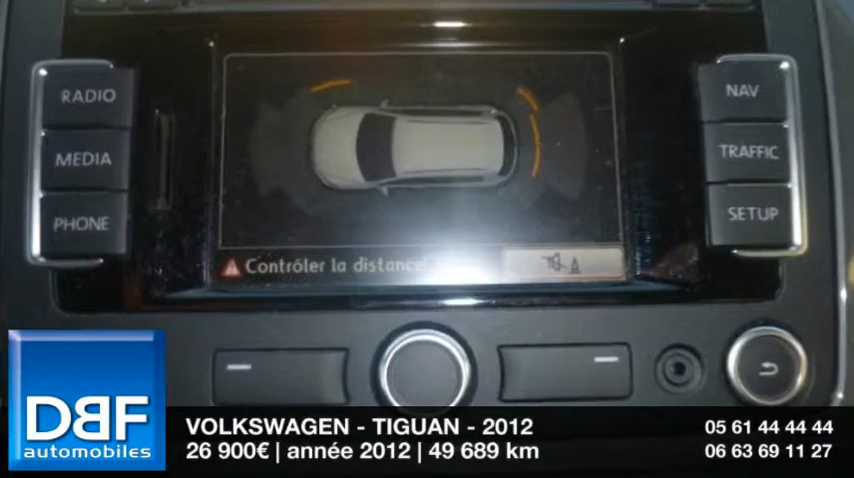 RADIO
MEDIA
PHONE
NAV
TRAFFIC
SETUP
Contrôler la distance!
DBF
automobiles
VOLKSWAGEN - TIGUAN - 2012
26 900€ | année 2012 | 49 689 km
05 61 44 44 44
06 63 69 11 27